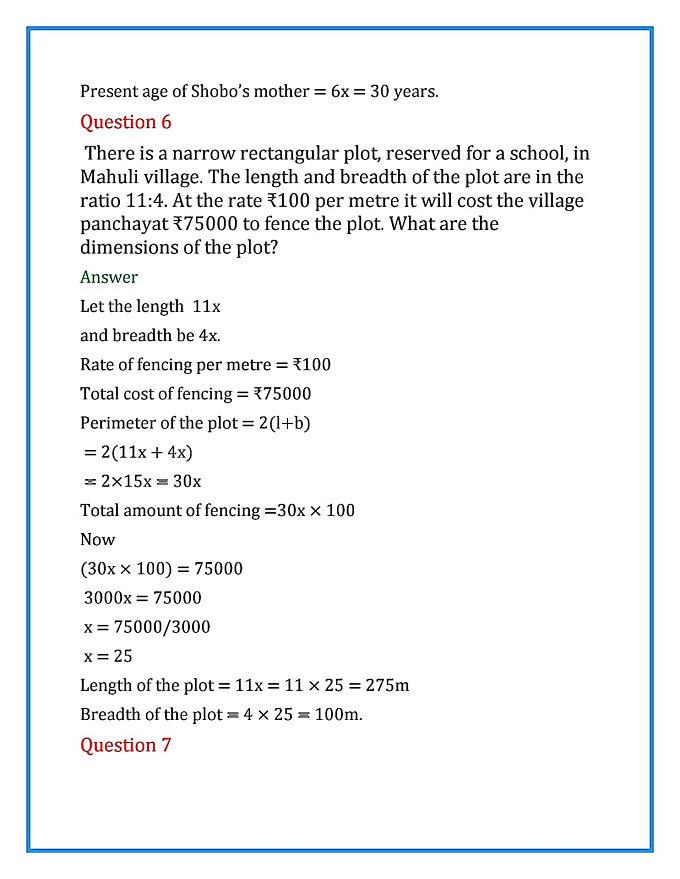 Present age of Shobo’s mother = 6x = 30 years.
Question 6
There is a narrow rectangular plot, reserved for a school, in
Mahuli village. The length and breadth of the plot are in the
ratio 11:4. At the rate ₹100 per metre it will cost the village
panchayat ₹75000 to fence the plot. What are the
dimensions of the plot?
Answer
Let the length  11x
and breadth be 4x.
Rate of fencing per metre = ₹100
Total cost of fencing = ₹75000
Perimeter of the plot = 2(l+b)
= 2(11x + 4x)
= 2×15x = 30x
Total amount of fencing =30x × 100
Now
(30x × 100) = 75000
3000x = 75000
x = 75000/3000
x = 25
Length of the plot = 11x = 11 × 25 = 275m
Breadth of the plot = 4 × 25 = 100m.
Question 7